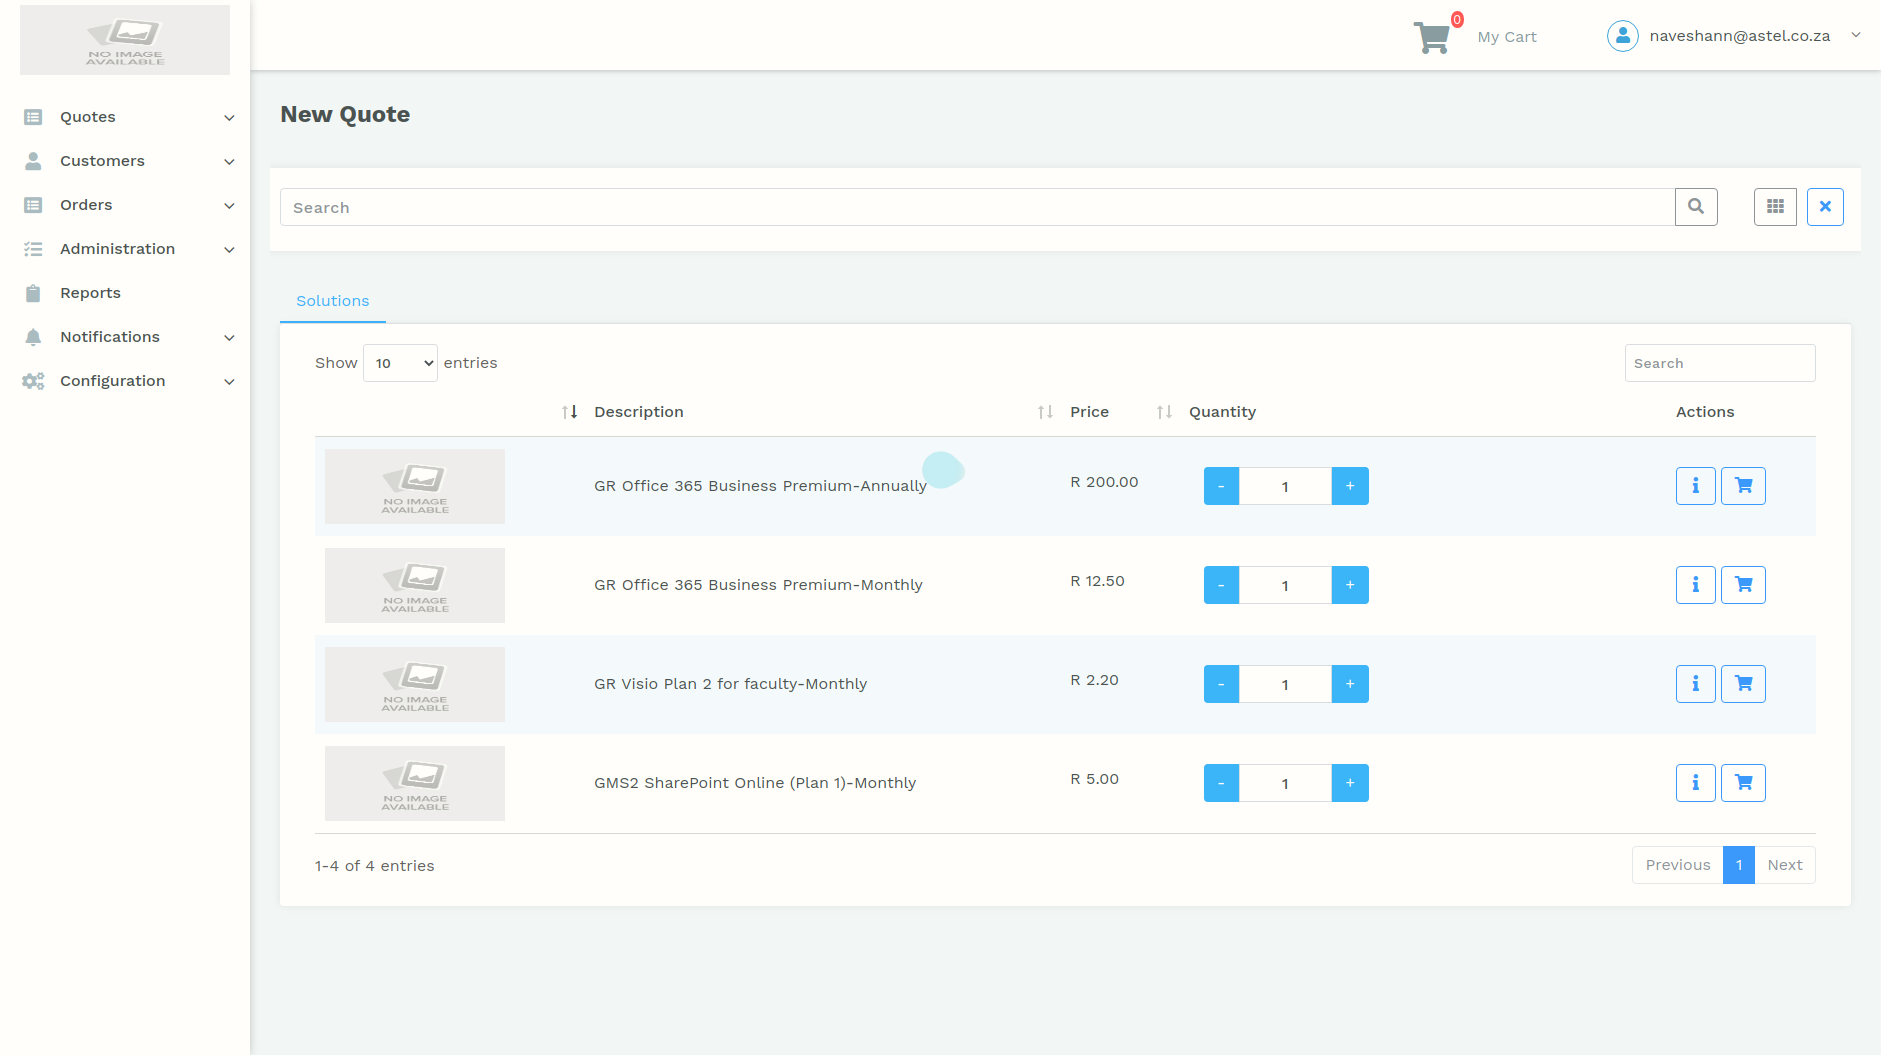 NO IMAGE
AVAILABLE
0
My Cart
naveshann@astel.co.za
Quotes
Customers
Orders
Administration
Reports
Notifications
Configuration
New Quote
Search
Solutions
Show 10 entries
Search
Description Price Quantity Actions
NO IMAGE
AVAILABLE
GR Office 365 Business Premium-Annually R 200.00 - 1 +
NO IMAGE
AVAILABLE
GR Office 365 Business Premium-Monthly R 12.50 - 1 +
NO IMAGE
AVAILABLE
GR Visio Plan 2 for faculty-Monthly R 2.20 - 1 +
NO IMAGE
AVAILABLE
GMS2 SharePoint Online (Plan 1)-Monthly R 5.00 - 1 +
1-4 of 4 entries
Previous 1 Next